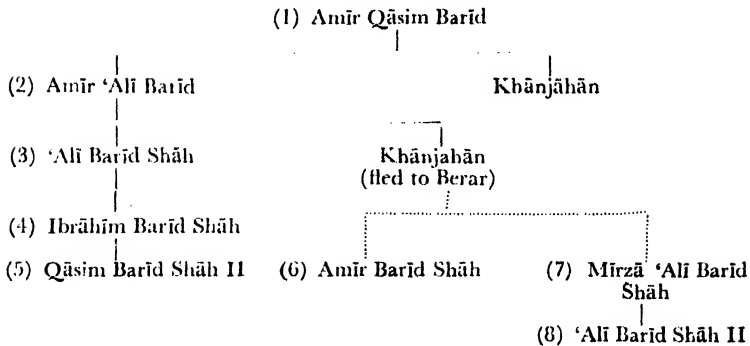 (1) Amīr Qāsim Barīd
(2) Amīr ‘Alī Barīd Khānjāhān
(3) ‘Alī Barīd Shāh Khānjahān
(fled to Berar)
(4) Ibrāhīm Barīd Shāh
(5) Qāsim Barīd Shāh II (6) Amīr Barīd Shāh (7) Mīrzā ‘Alī Barīd
Shāh
(8) ‘Alī Barīd Shāh II